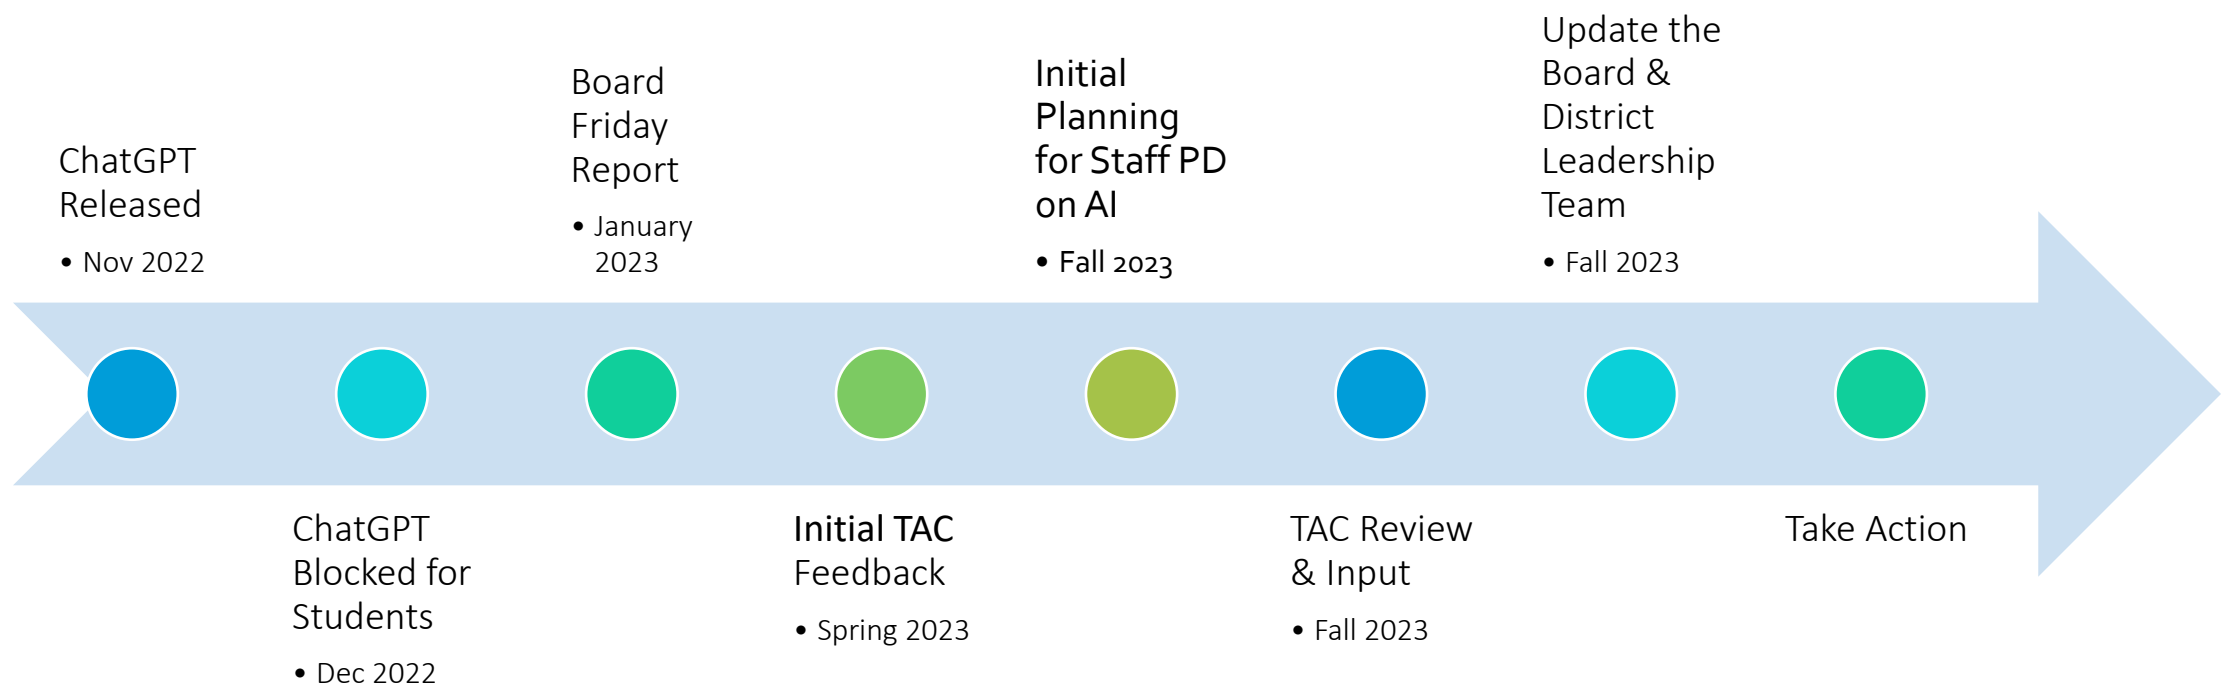 ChatGPT
Released
• Nov 2022
ChatGPT
Blocked for
Students
• Dec 2022
Board
Friday
Report
• January
2023
Initial TAC
Feedback
• Spring 2023
Initial
Planning
for Staff PD
on AI
• Fall 2023
TAC Review
& Input
• Fall 2023
Update the
Board &
District
Leadership
Team
• Fall 2023
Take Action